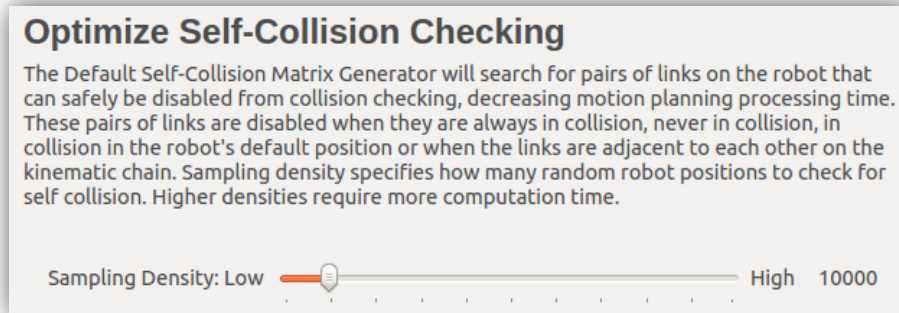 Optimize Self-Collision Checking
The Default Self-Collision Matrix Generator will search for pairs of links on the robot that
can safely be disabled from collision checking, decreasing motion planning processing time.
These pairs of links are disabled when they are always in collision, never in collision, in
collision in the robot's default position or when the links are adjacent to each other on the
kinematic chain. Sampling density specifies how many random robot positions to check for
self collision. Higher densities require more computation time.
Sampling Density: Low High 10000